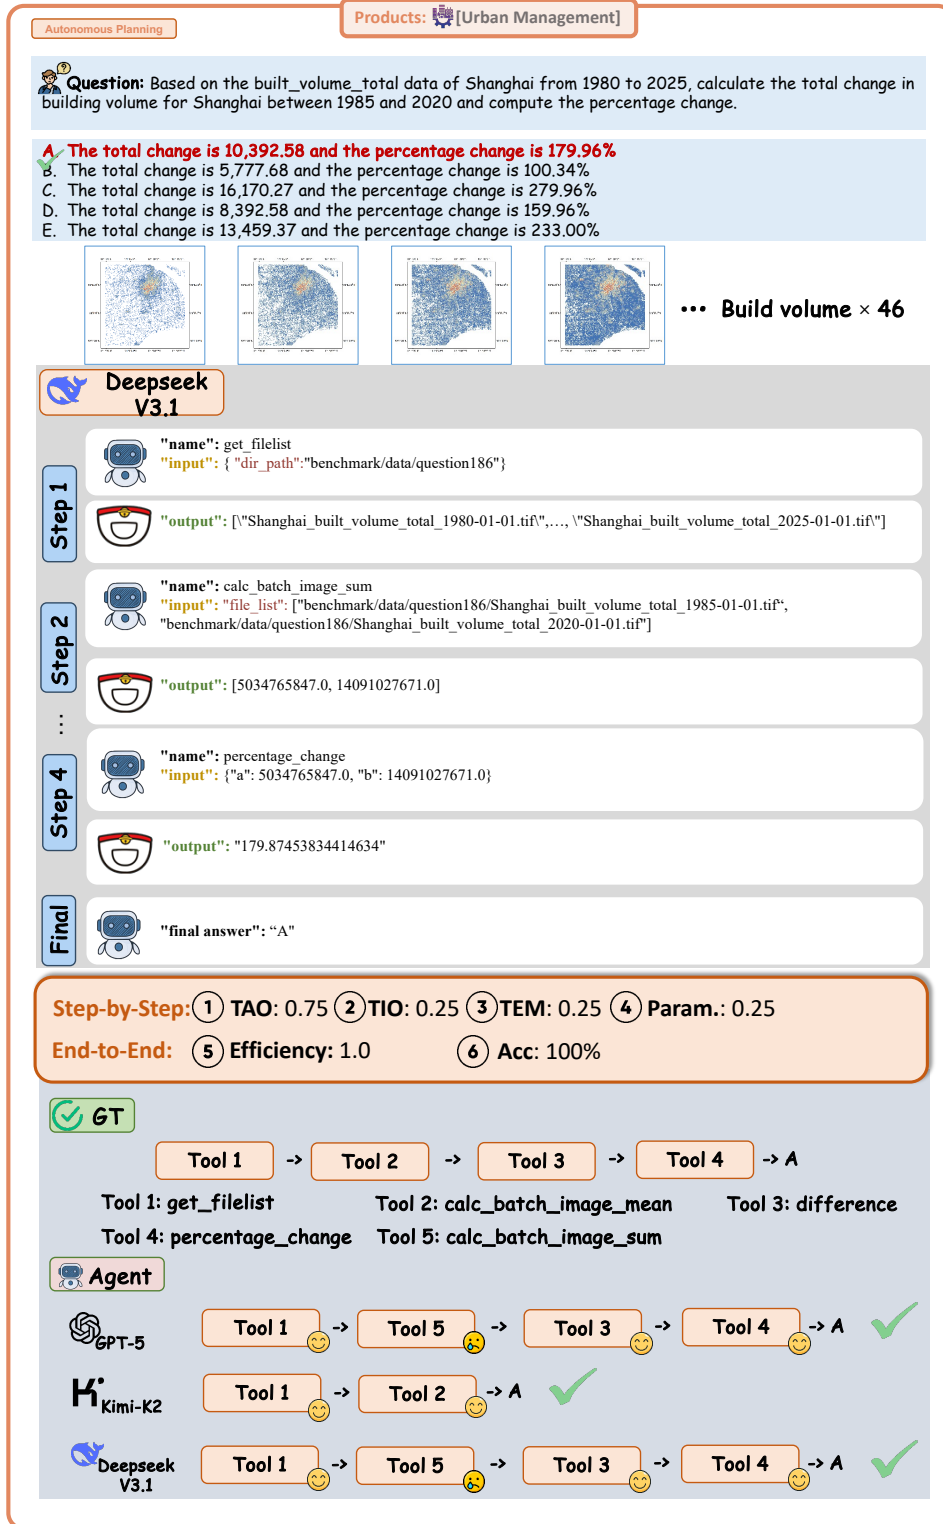 Products: [Urban Management]
Autonomous Planning
Question: Based on the built_volume_total data of Shanghai from 1980 to 2025, calculate the total change in
building volume for Shanghai between 1985 and 2020 and compute the percentage change.
A. The total change is 10,392.58 and the percentage change is 179.96%
B. The total change is 5,777.68 and the percentage change is 100.34%
C. The total change is 16,170.27 and the percentage change is 279.96%
D. The total change is 8,392.58 and the percentage change is 159.96%
E. The total change is 13,459.37 and the percentage change is 233.00%
... Build volume × 46
Deepseek
V3.1
Step 1
"name": get_filelist
"input": { "dir_path":"benchmark/data/question186"}
"output": [\"Shanghai_built_volume_total_1980-01-01.tif\",..., \"Shanghai_built_volume_total_2025-01-01.tif\"]
Step 2
"name": calc_batch_image_sum
"input": "file_list": ["benchmark/data/question186/Shanghai_built_volume_total_1985-01-01.tif“,
"benchmark/data/question186/Shanghai_built_volume_total_2020-01-01.tif"]
"output": [5034765847.0, 14091027671.0]
...
Step 4
"name": percentage_change
"input": {"a": 5034765847.0, "b": 14091027671.0}
"output": "179.87453834414634"
Final
"final answer": “A"
Step-by-Step: 1 TAO: 0.75 2 TIO: 0.25 3 TEM: 0.25 4 Param.: 0.25
End-to-End: 5 Efficiency: 1.0 6 Acc: 100%
GT
Tool 1 -> Tool 2 -> Tool 3 -> Tool 4 -> A
Tool 1: get_filelist Tool 2: calc_batch_image_mean Tool 3: difference
Tool 4: percentage_change Tool 5: calc_batch_image_sum
Agent
GPT-5 Tool 1 -> Tool 5 -> Tool 3 -> Tool 4 -> A
Kimi-K2 Tool 1 -> Tool 2 -> A
Deepseek
V3.1 Tool 1 -> Tool 5 -> Tool 3 -> Tool 4 -> A